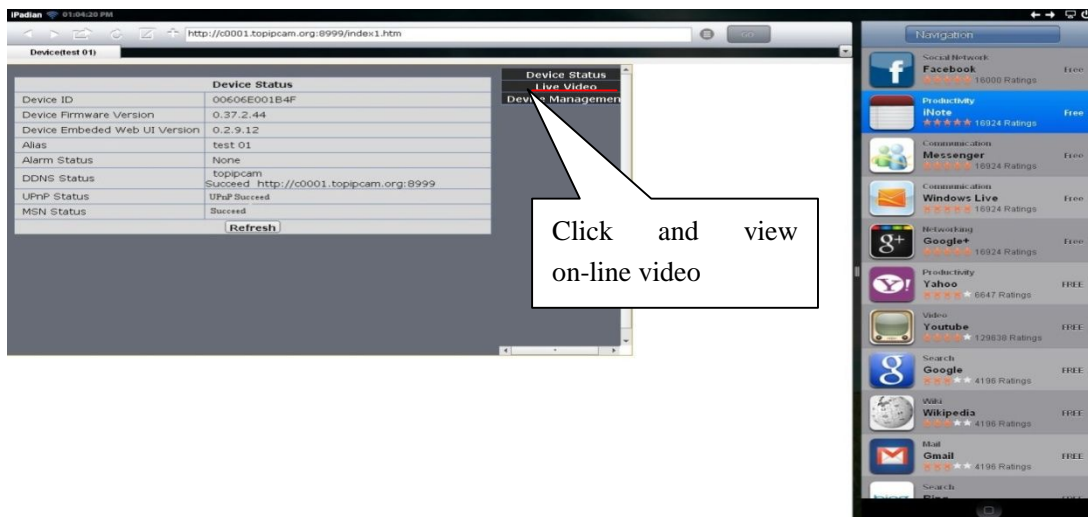 iPadian 01:04:20 PM
http://c0001.topipcam.org:8999/index1.htm
GO
Device(test 01)
Device Status
Device ID 00606E001B4F
Device Firmware Version 0.37.2.44
Device Embeded Web UI Version 0.2.9.12
Alias test 01
Alarm Status None
DDNS Status topipcam
Succeed http://c0001.topipcam.org:8999
UPnP Status UPnP Succeed
MSN Status Succeed
Refresh
Device Status
Live Video
Device Managemen
Click and view
on-line video
Navigation
Social Network
Facebook Free
16000 Ratings
Productivity
iNote Free
16924 Ratings
Communication
Messenger Free
16924 Ratings
Communication
Windows Live Free
16924 Ratings
Networking
Google+ Free
16924 Ratings
Productivity
Yahoo FREE
6647 Ratings
Video
Youtube FREE
129838 Ratings
Search
Google FREE
4196 Ratings
Wiki
Wikipedia FREE
4196 Ratings
Mail
Gmail FREE
4196 Ratings
Search